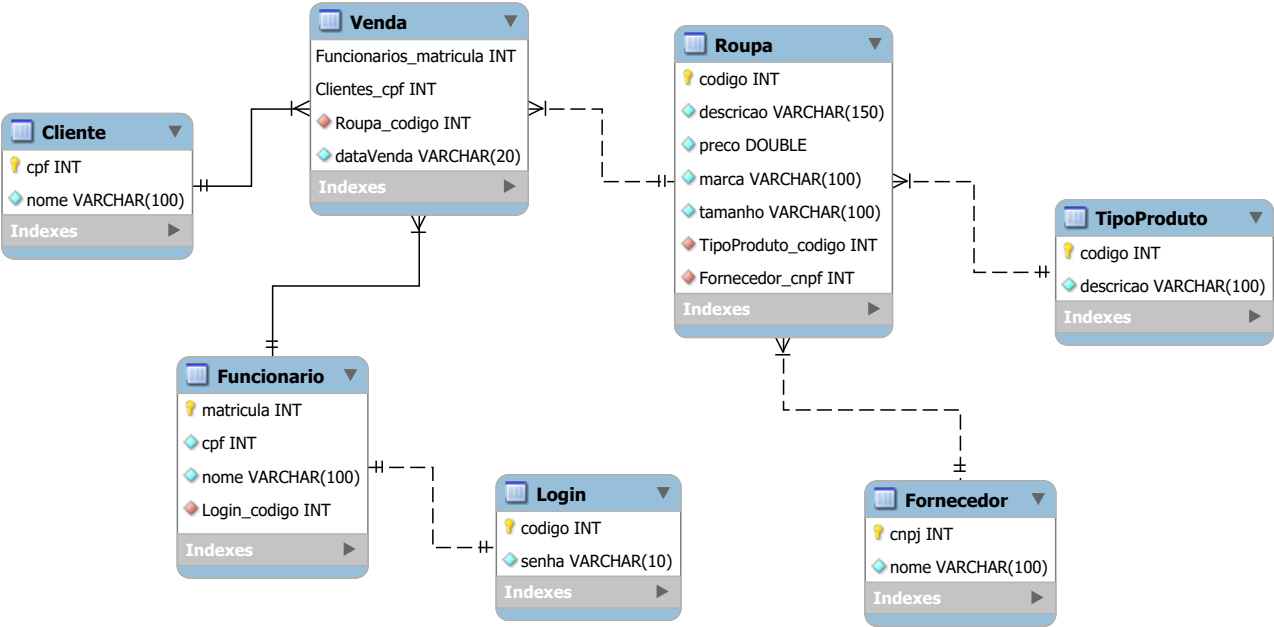 Venda
Funcionarios_matricula INT
Clientes_cpf INT
Roupa_codigo INT
dataVenda VARCHAR(20)
Indexes
Roupa
codigo INT
descricao VARCHAR(150)
preco DOUBLE
marca VARCHAR(100)
tamanho VARCHAR(100)
TipoProduto_codigo INT
Fornecedor_cnpf INT
Indexes
Cliente
cpf INT
nome VARCHAR(100)
Indexes
TipoProduto
codigo INT
descricao VARCHAR(100)
Indexes
Funcionario
matricula INT
cpf INT
nome VARCHAR(100)
Login_codigo INT
Indexes
Login
codigo INT
senha VARCHAR(10)
Indexes
Fornecedor
cnpj INT
nome VARCHAR(100)
Indexes